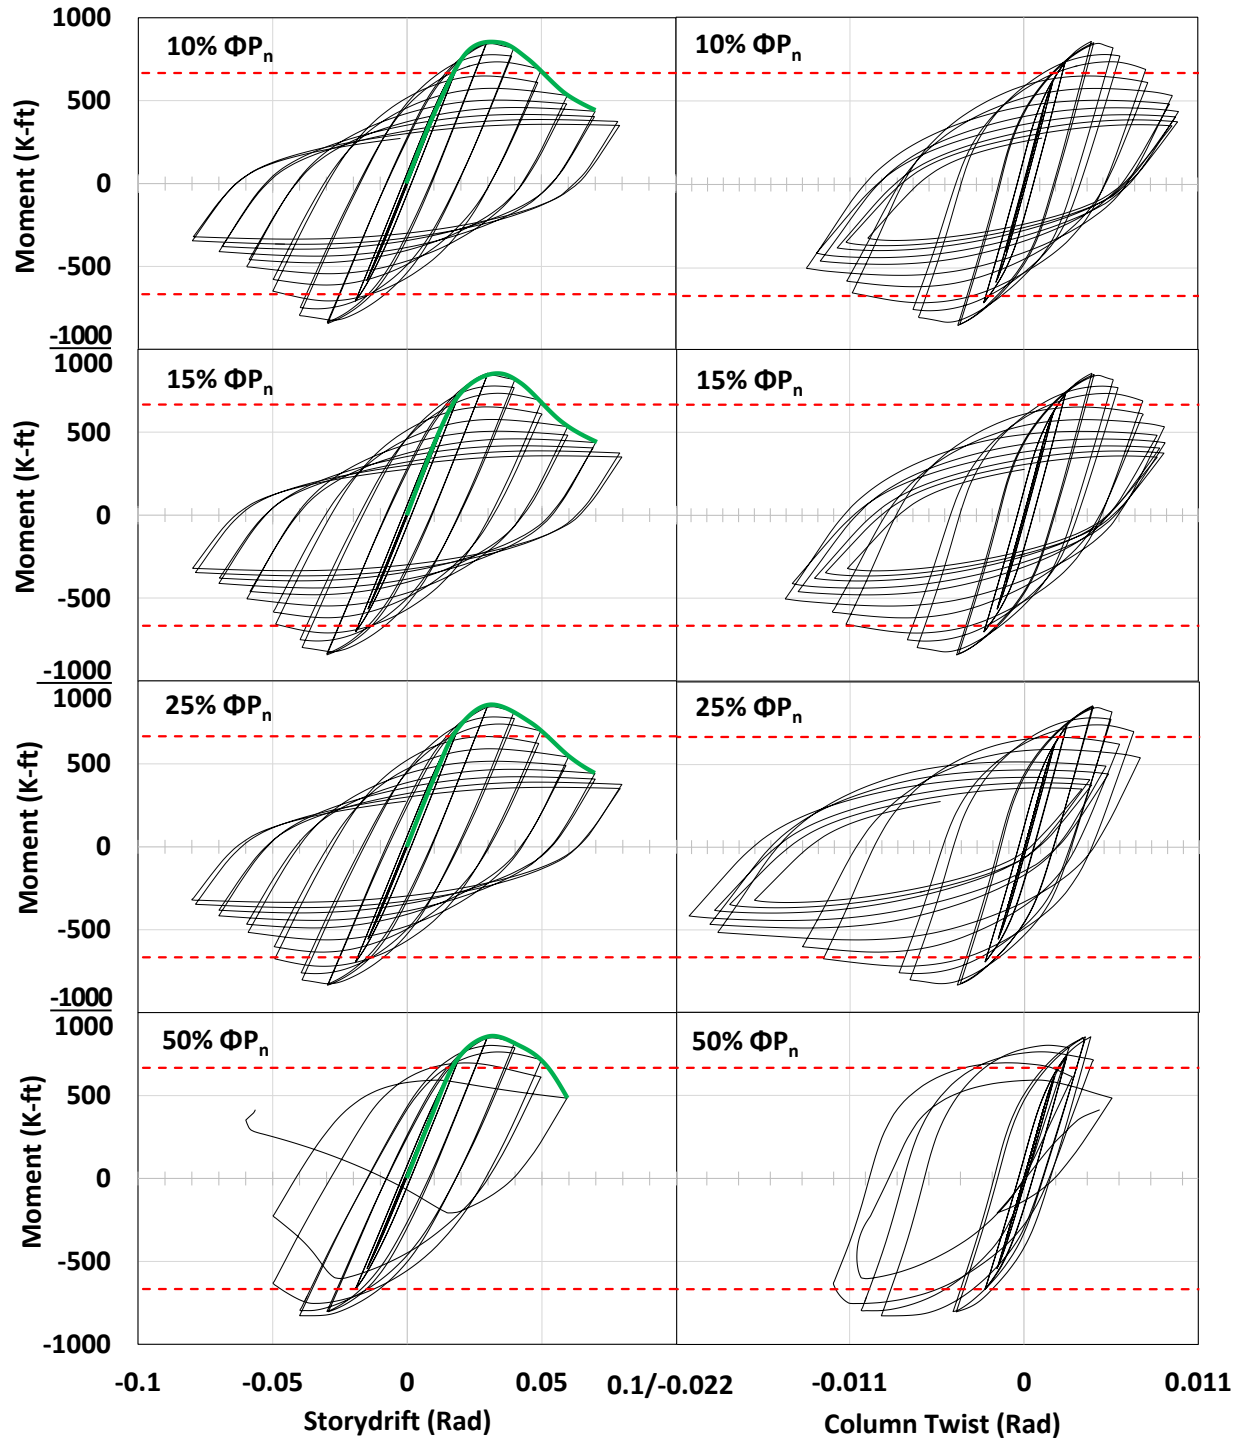 1000
10% ΦPn
10% ΦPn
500
0
-500
-1000
Moment (K-ft)
1000
15% ΦPn
15% ΦPn
500
0
-500
-1000
Moment (K-ft)
1000
25% ΦPn
25% ΦPn
500
0
-500
-1000
Moment (K-ft)
1000
50% ΦPn
50% ΦPn
500
0
-500
-1000
Moment (K-ft)
-0.1 -0.05 0 0.05 0.1/-0.022 -0.011 0 0.011
Storydrift (Rad) Column Twist (Rad)